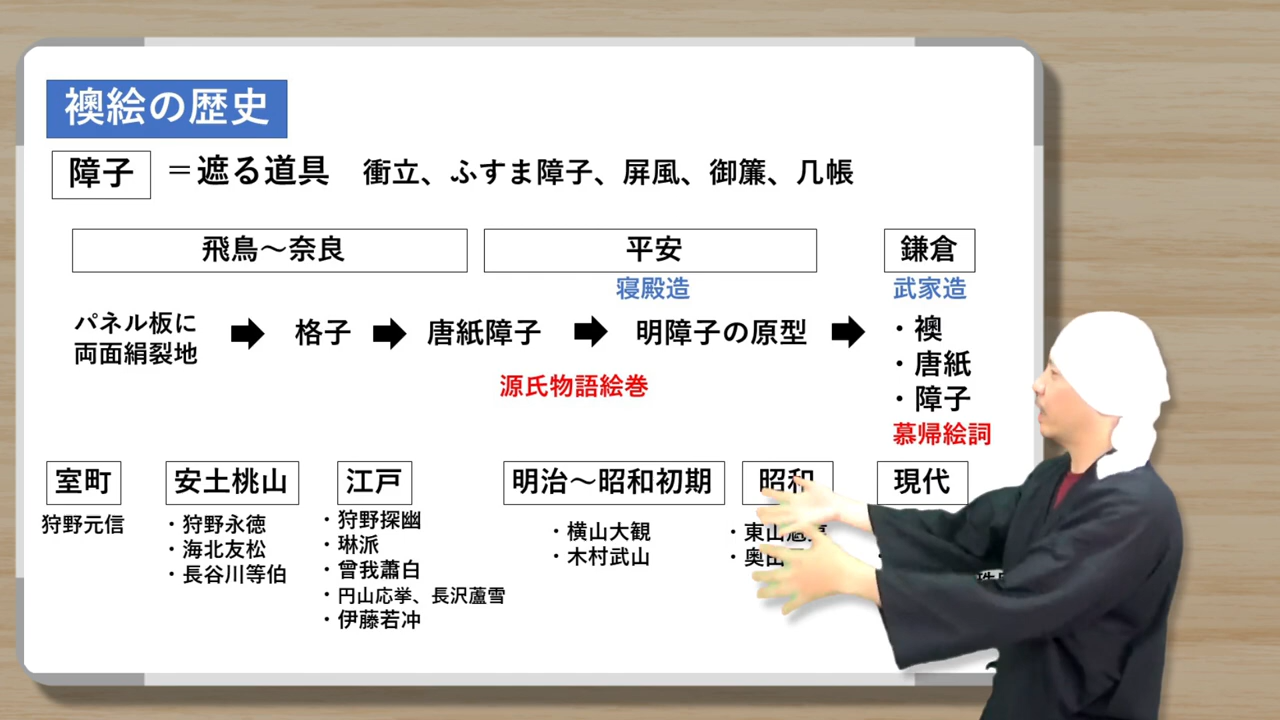 襖絵の歴史
障子 ＝遮る道具 衝立、ふすま障子、屏風、御簾、几帳
飛鳥～奈良 平安 鎌倉
寝殿造 武家造
パネル板に
両面絹裂地
格子
唐紙障子
明障子の原型
・襖
・唐紙
・障子
源氏物語絵巻
慕帰絵詞
室町
狩野元信
安土桃山
・狩野永徳
・海北友松
・長谷川等伯
江戸
・狩野探幽
・琳派
・曾我蕭白
・円山応挙、長沢蘆雪
・伊藤若冲
明治～昭和初期
・横山大観
・木村武山
昭和
・東山
・奥田
現代